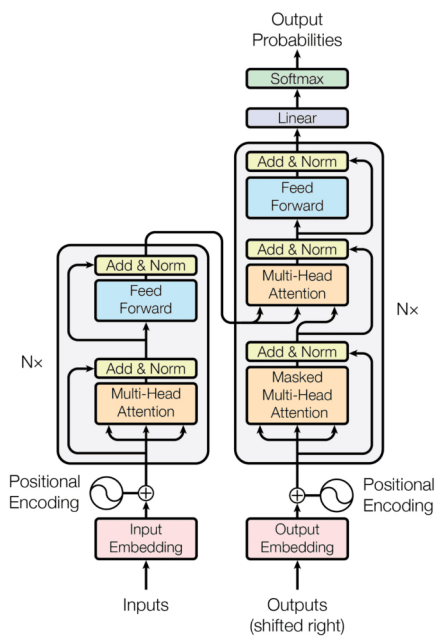 Output
Probabilities
Softmax
Linear
Add & Norm
Feed
Forward
Add & Norm
Multi-Head
Attention
Add & Norm
Masked
Multi-Head
Attention
N×
Add & Norm
Feed
Forward
N×
Add & Norm
Multi-Head
Attention
Positional
Encoding
Positional
Encoding
Input
Embedding
Output
Embedding
Inputs
Outputs
(shifted right)